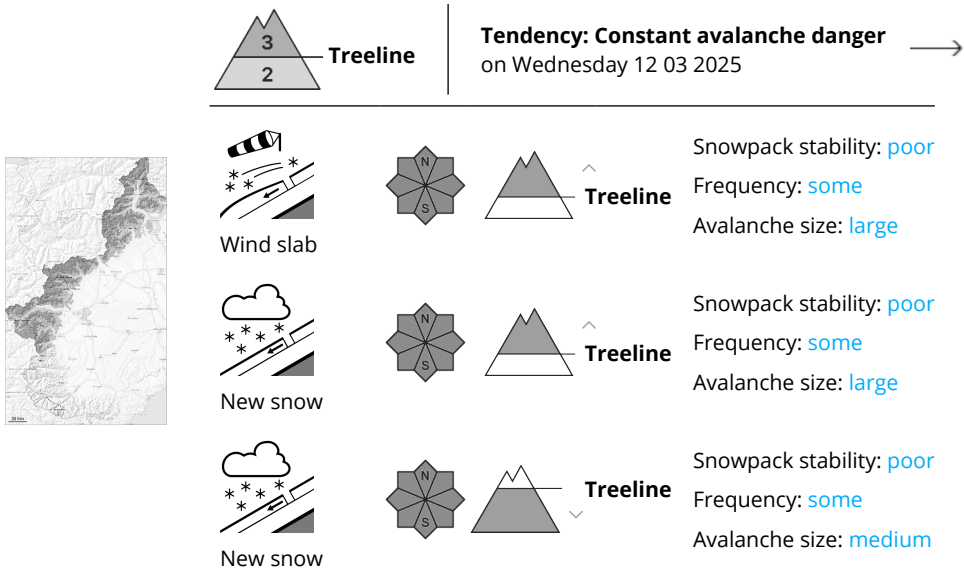 3
2
Treeline
Tendency: Constant avalanche danger
on Wednesday 12 03 2025
N
S
Treeline
Snowpack stability: poor
Frequency: some
Avalanche size: large
Wind slab
N
S
Treeline
Snowpack stability: poor
Frequency: some
Avalanche size: large
New snow
N
S
Treeline
Snowpack stability: poor
Frequency: some
Avalanche size: medium
New snow
20 km